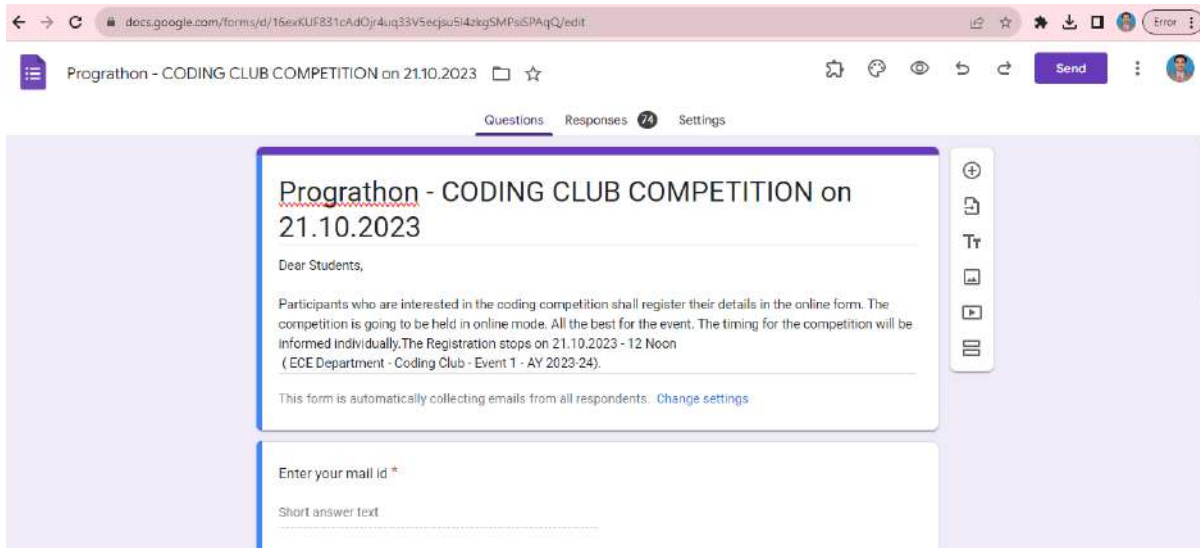 docs.google.com/forms/d/16exKUF831cAdOjr4uq33V5ecjsu5l4zkgSMPsiSPAqQ/edit
Error
Prograthon - CODING CLUB COMPETITION on 21.10.2023
Send
Questions Responses 74 Settings
Prograthon - CODING CLUB COMPETITION on
21.10.2023
Dear Students,
Participants who are interested in the coding competition shall register their details in the online form. The
competition is going to be held in online mode. All the best for the event. The timing for the competition will be
informed individually.The Registration stops on 21.10.2023 - 12 Noon
( ECE Department - Coding Club - Event 1 - AY 2023-24).
This form is automatically collecting emails from all respondents. Change settings
Enter your mail id *
Short answer text
Tт